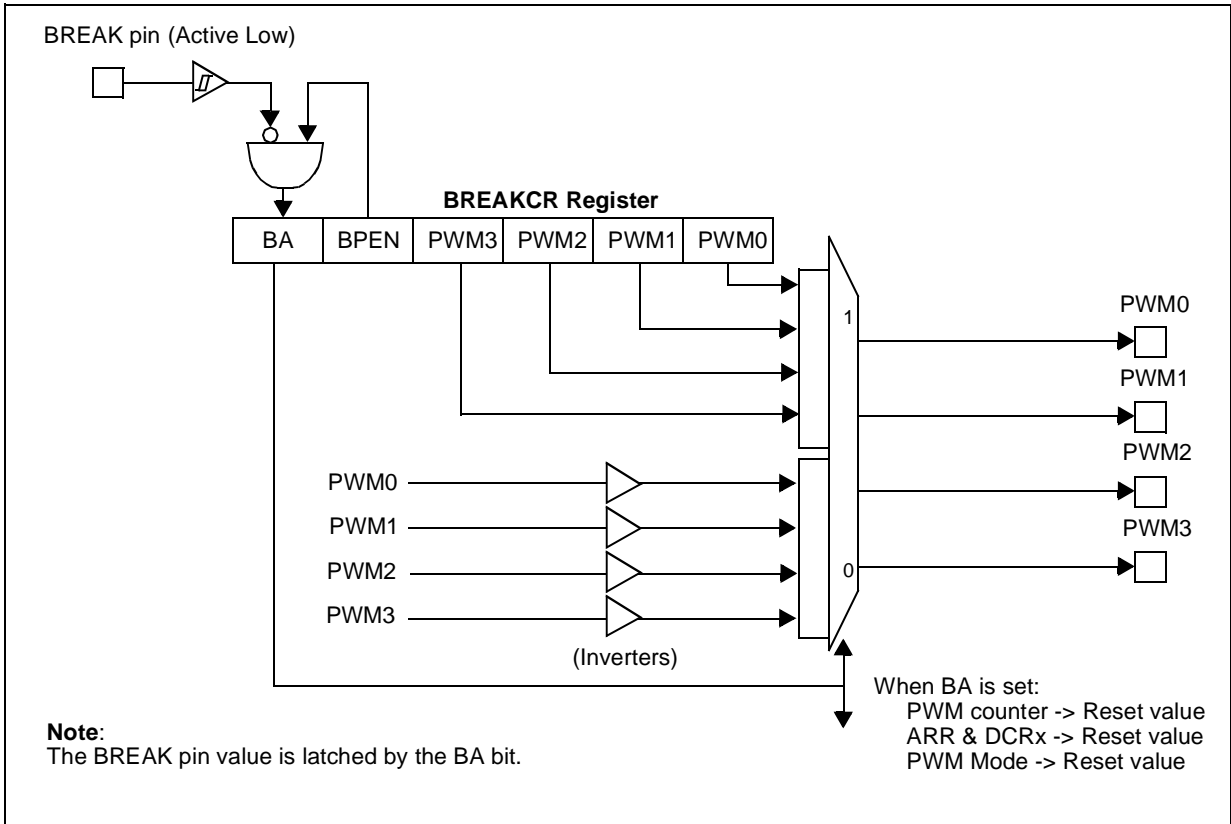 BREAK pin (Active Low)
BREAKCR Register
BA BPEN PWM3 PWM2 PWM1 PWM0
1
PWM0
PWM1
PWM2
PWM3
PWM0
PWM1
PWM2
PWM3
0
(Inverters)
When BA is set:
PWM counter -> Reset value
ARR & DCRx -> Reset value
PWM Mode -> Reset value
Note:
The BREAK pin value is latched by the BA bit.